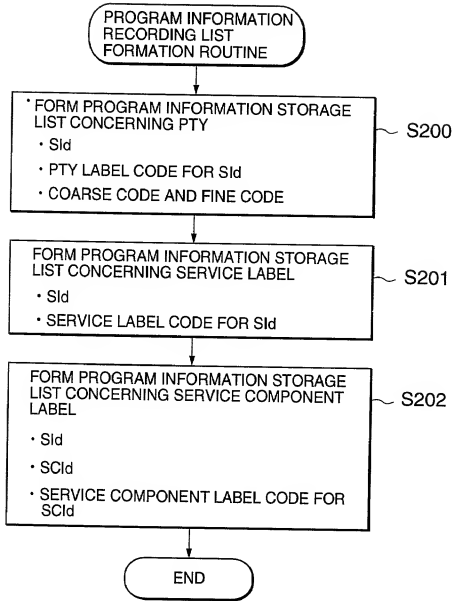 PROGRAM INFORMATION
RECORDING LIST
FORMATION ROUTINE
• FORM PROGRAM INFORMATION STORAGE
LIST CONCERNING PTY
• SId
• PTY LABEL CODE FOR SId
• COARSE CODE AND FINE CODE
S200
FORM PROGRAM INFORMATION STORAGE
LIST CONCERNING SERVICE LABEL
• SId
• SERVICE LABEL CODE FOR SId
S201
FORM PROGRAM INFORMATION STORAGE
LIST CONCERNING SERVICE COMPONENT
LABEL
• SId
• SCId
• SERVICE COMPONENT LABEL CODE FOR
SCId
S202
END